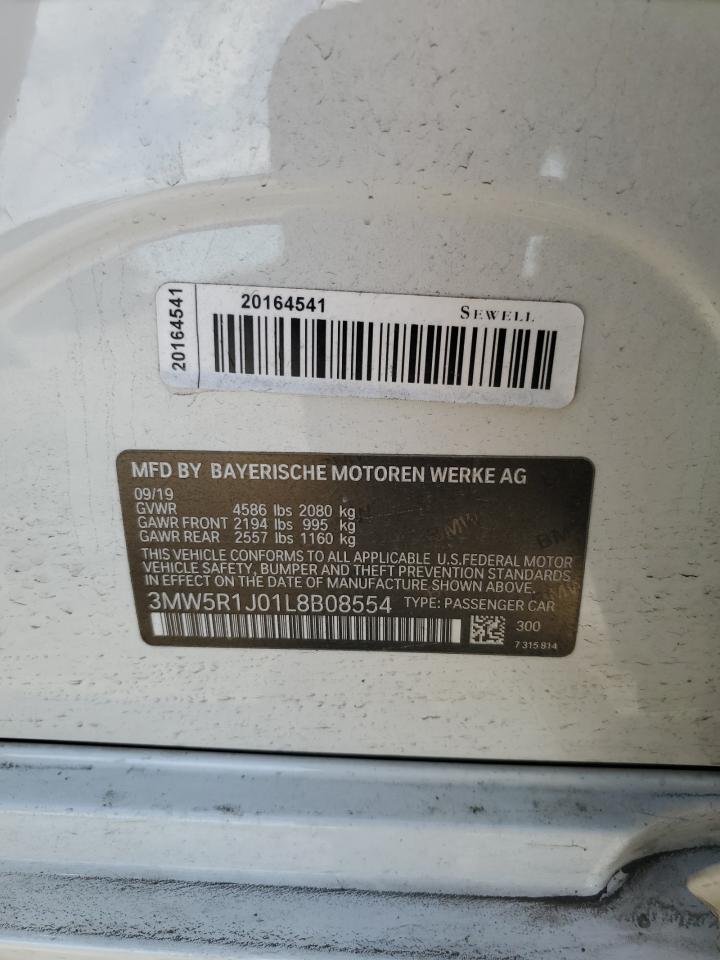 20164541
20164541 SEWELL
MFD BY BAYERISCHE MOTOREN WERKE AG
09/19
GVWR 4586 lbs 2080 kg
GAWR FRONT 2194 lbs 995 kg
GAWR REAR 2557 lbs 1160 kg
THIS VEHICLE CONFORMS TO ALL APPLICABLE U.S.FEDERAL MOTOR
VEHICLE SAFETY, BUMPER AND THEFT PREVENTION STANDARDS
IN EFFECT ON THE DATE OF MANUFACTURE SHOWN ABOVE.
3MW5R1J01L8B08554 TYPE: PASSENGER CAR
300
7 315 814
BMW
BMW